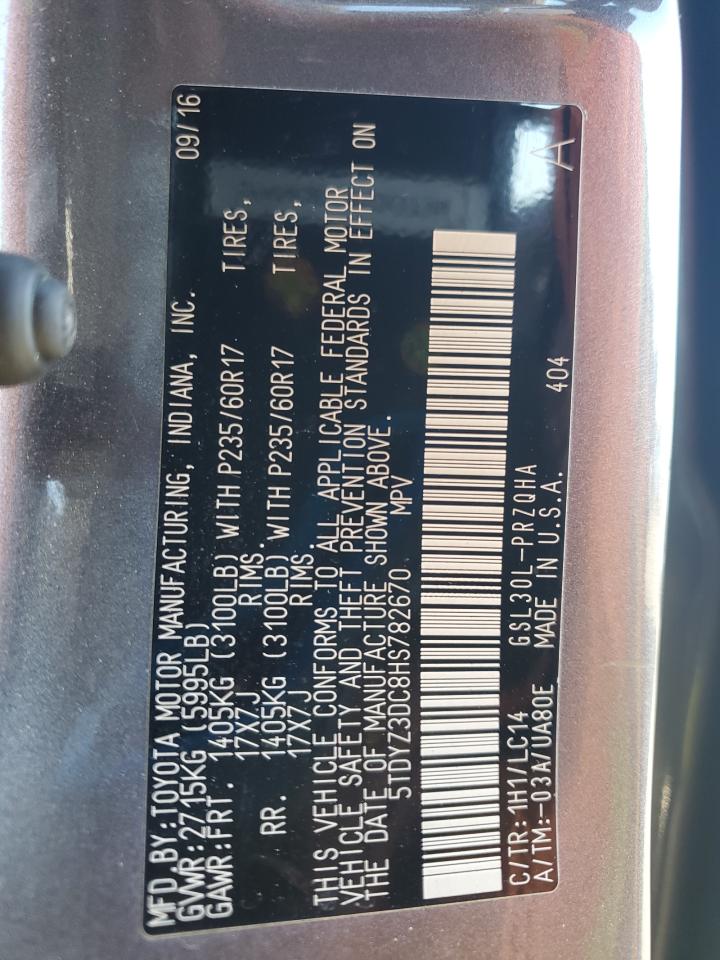 MFD.BY:TOYOTA MOTOR MANUFACTURING, INDIANA, INC. 09/16
GVWR:2715KG (5995LB)
GAWR:FRT. 1405KG (3100LB) WITH P235/60R17 TIRES,
17X7J RIMS.
RR. 1405KG (3100LB) WITH P235/60R17 TIRES,
17X7J RIMS.
THIS VEHICLE CONFORMS TO ALL APPLICABLE FEDERAL MOTOR
VEHICLE SAFETY AND THEFT PREVENTION STANDARDS IN EFFECT ON
THE DATE OF MANUFACTURE SHOWN ABOVE.
5TDYZ3DC8HS782670 MPV
C/TR:1H1/LC14 GSL30L-PRZQHA
A/TM:-03A/UA80E MADE IN U.S.A. 404 A